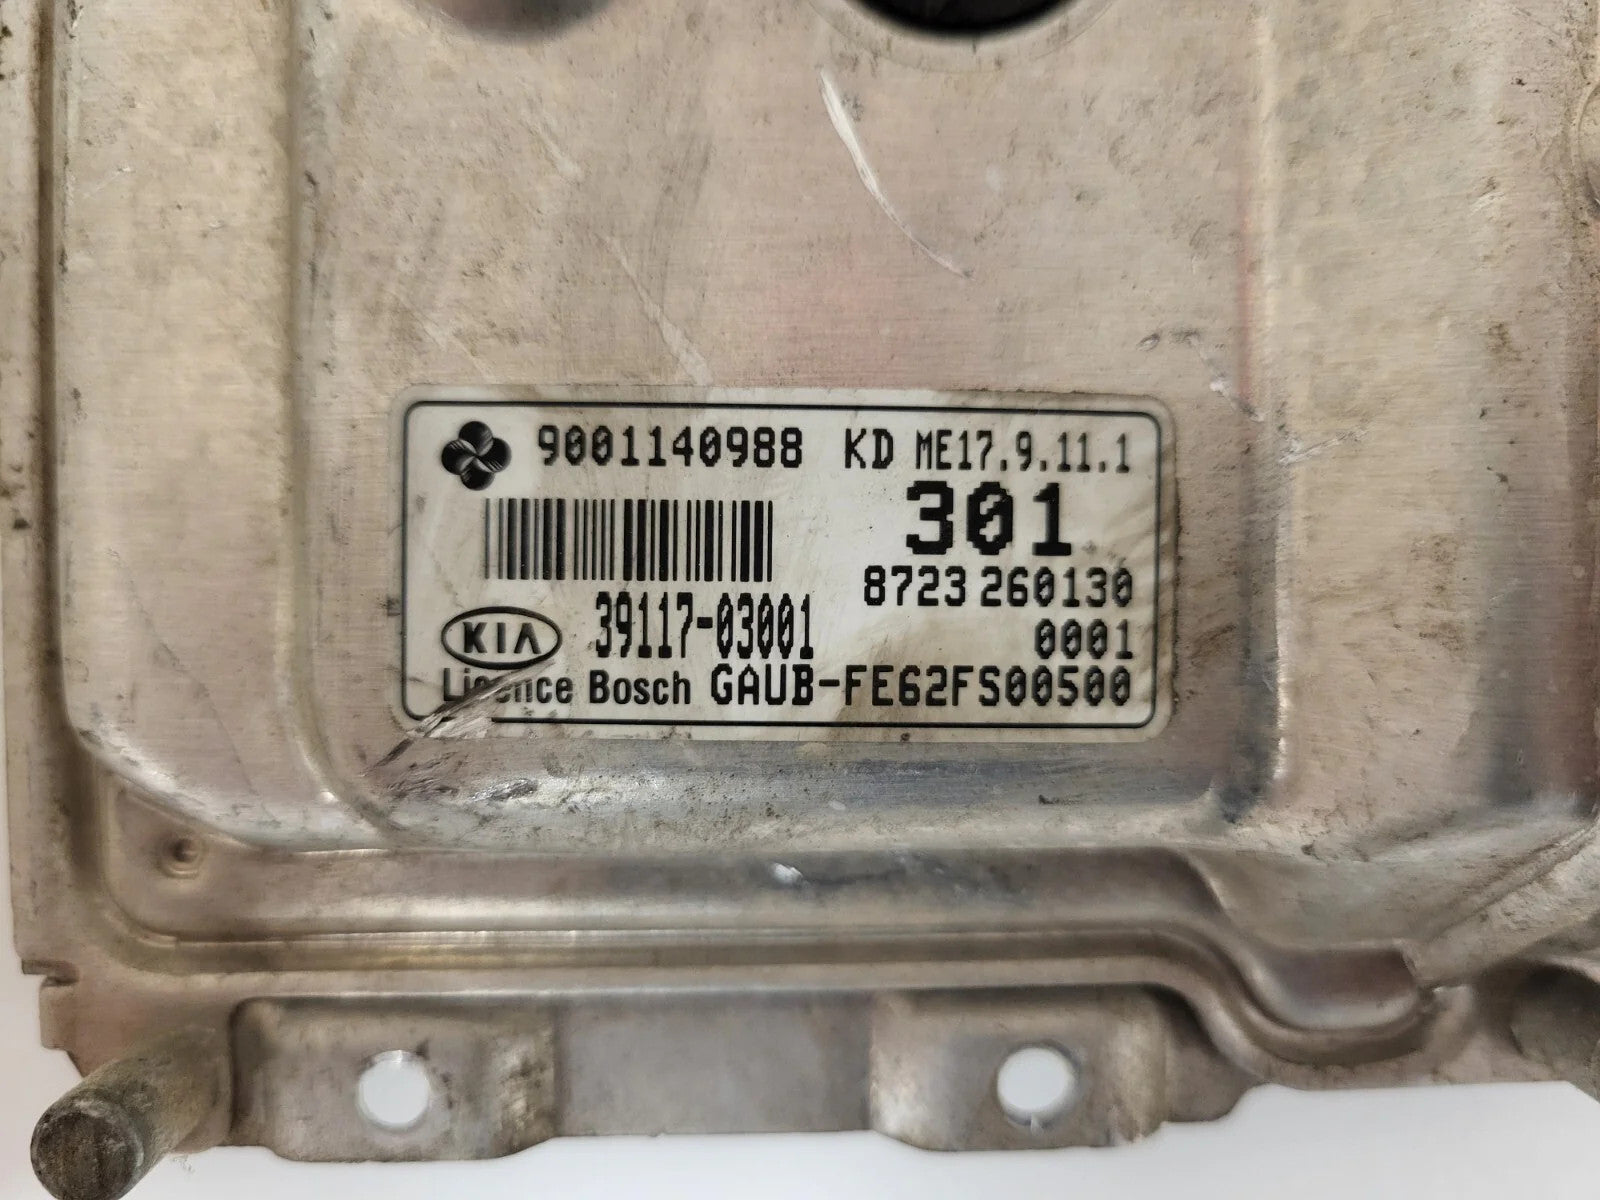 9001140988 KD ME17.9.11.1
301
8723 260130
KIA 39117-03001 0001
Licence Bosch GAUB-FE62FS00500